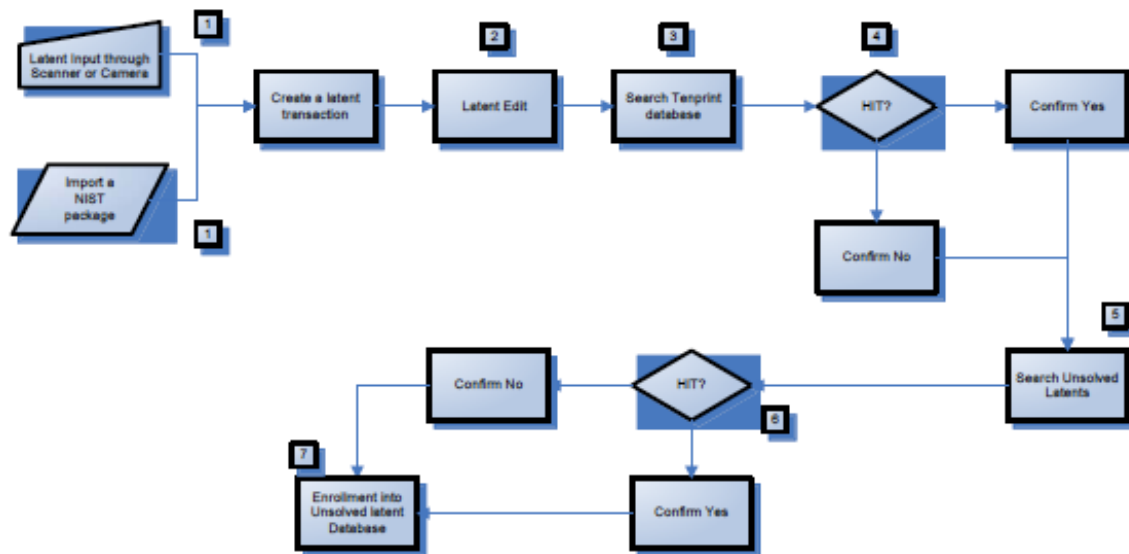 1
Latent Input through
Scanner or Camera
2
3
4
Create a latent
transaction
Latent Edit
Search Tenprint
database
HIT?
Confirm Yes
Import a
NIST
package
1
Confirm No
5
Confirm No
HIT?
Search Unsolved
Latents
6
7
Enrollment into
Unsolved latent
Database
Confirm Yes